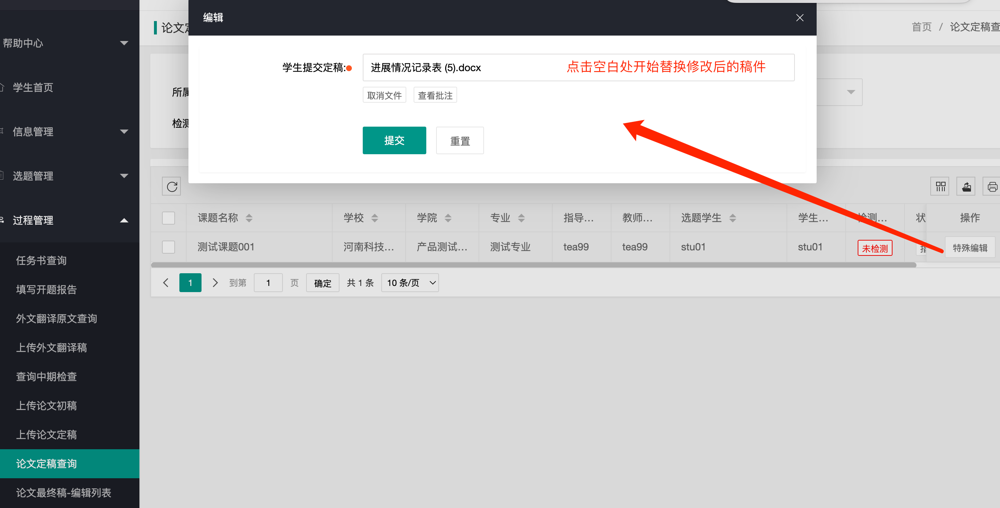 帮助中心
学生首页
信息管理
选题管理
过程管理
任务书查询
填写开题报告
外文翻译原文查询
上传外文翻译稿
查询中期检查
上传论文初稿
上传论文定稿
论文定稿查询
论文最终稿-编辑列表
论文定
首页 / 论文定稿查
所属
检测
编辑
学生提交定稿:
进展情况记录表 (5).docx
点击空白处开始替换修改后的稿件
取消文件 查看批注
提交 重置
课题名称 学校 学院 专业 指导... 教师... 选题学生 学生... 检测... 状 操作
测试课题001 河南科技... 产品测试... 测试专业 tea99 tea99 stu01 stu01 未检测 指 特殊编辑
1 到第 1 页 确定 共 1 条 10 条/页